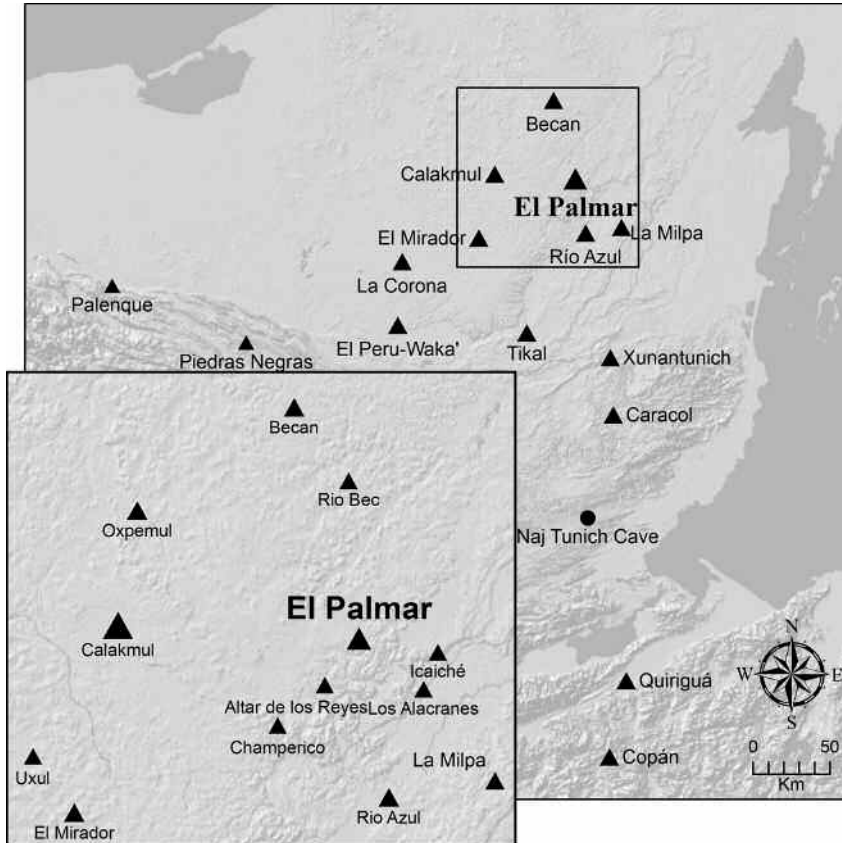 Becan
Calakmul
El Palmar
El Mirador
La Milpa
Río Azul
La Corona
Palenque
El Peru-Waka'
Tikal
Piedras Negras
Xunantunich
Caracol
Naj Tunich Cave
Quiriguá
Copán
N
W
E
S
0
50
Km
Becan
Rio Bec
Oxpemul
El Palmar
Calakmul
Icaiché
Altar de los Reyes
Los Alacranes
Champerico
La Milpa
Uxul
Rio Azul
El Mirador